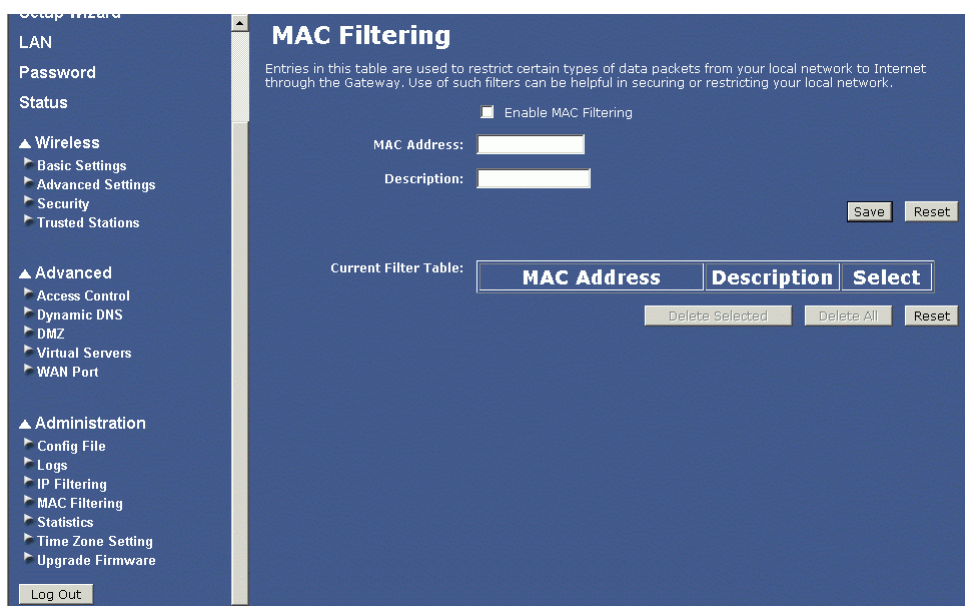 Setup Wizard
LAN
Password
Status
Wireless
Basic Settings
Advanced Settings
Security
Trusted Stations
Advanced
Access Control
Dynamic DNS
DMZ
Virtual Servers
WAN Port
Administration
Config File
Logs
IP Filtering
MAC Filtering
Statistics
Time Zone Setting
Upgrade Firmware
Log Out
MAC Filtering
Entries in this table are used to restrict certain types of data packets from your local network to Internet
through the Gateway. Use of such filters can be helpful in securing or restricting your local network.
Enable MAC Filtering
MAC Address:
Description:
Save Reset
Current Filter Table:
MAC Address Description Select
Delete Selected Delete All Reset